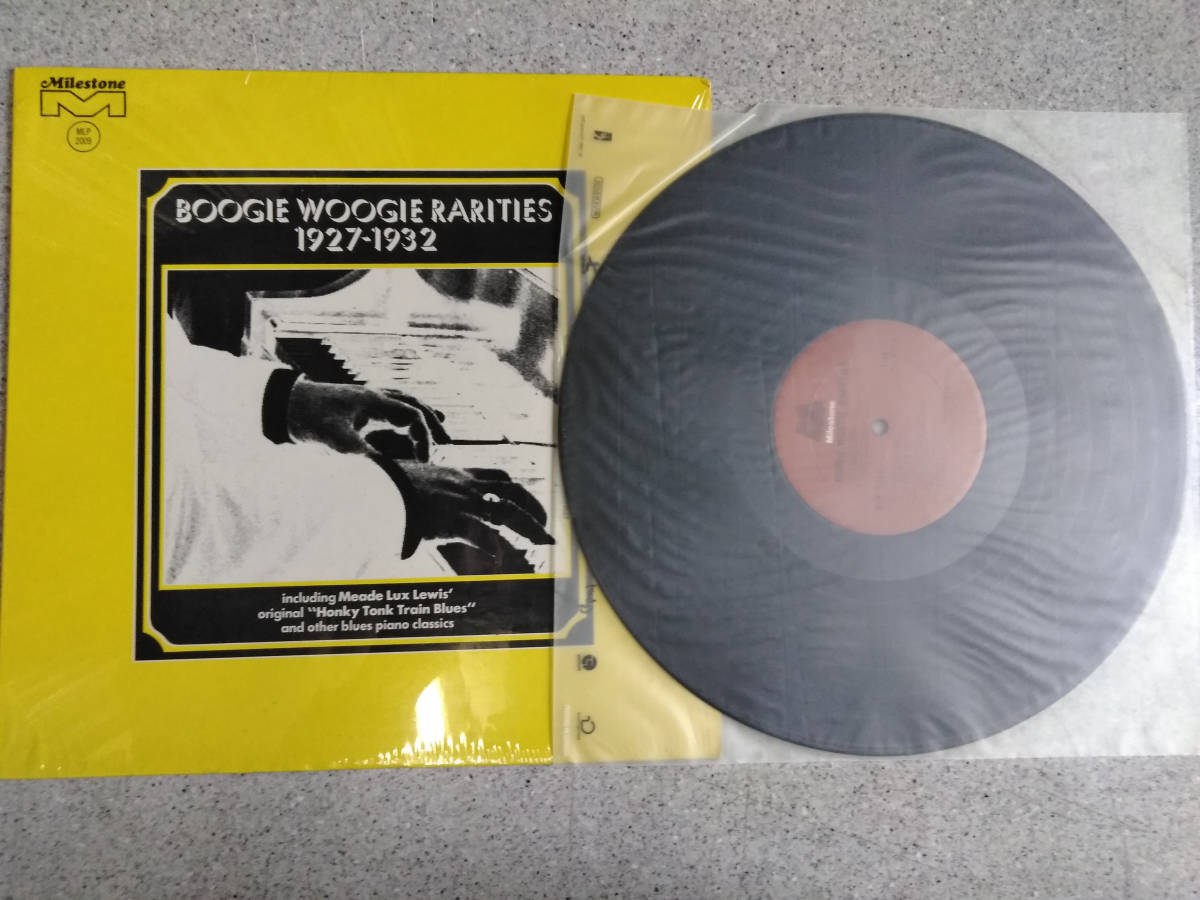 Milestone
MLP
2009
BOOGIE WOOGIE RARITIES
1927-1932
including Meade Lux Lewis'
original "Honky Tonk Train Blues"
and other blues piano classics
Milestone